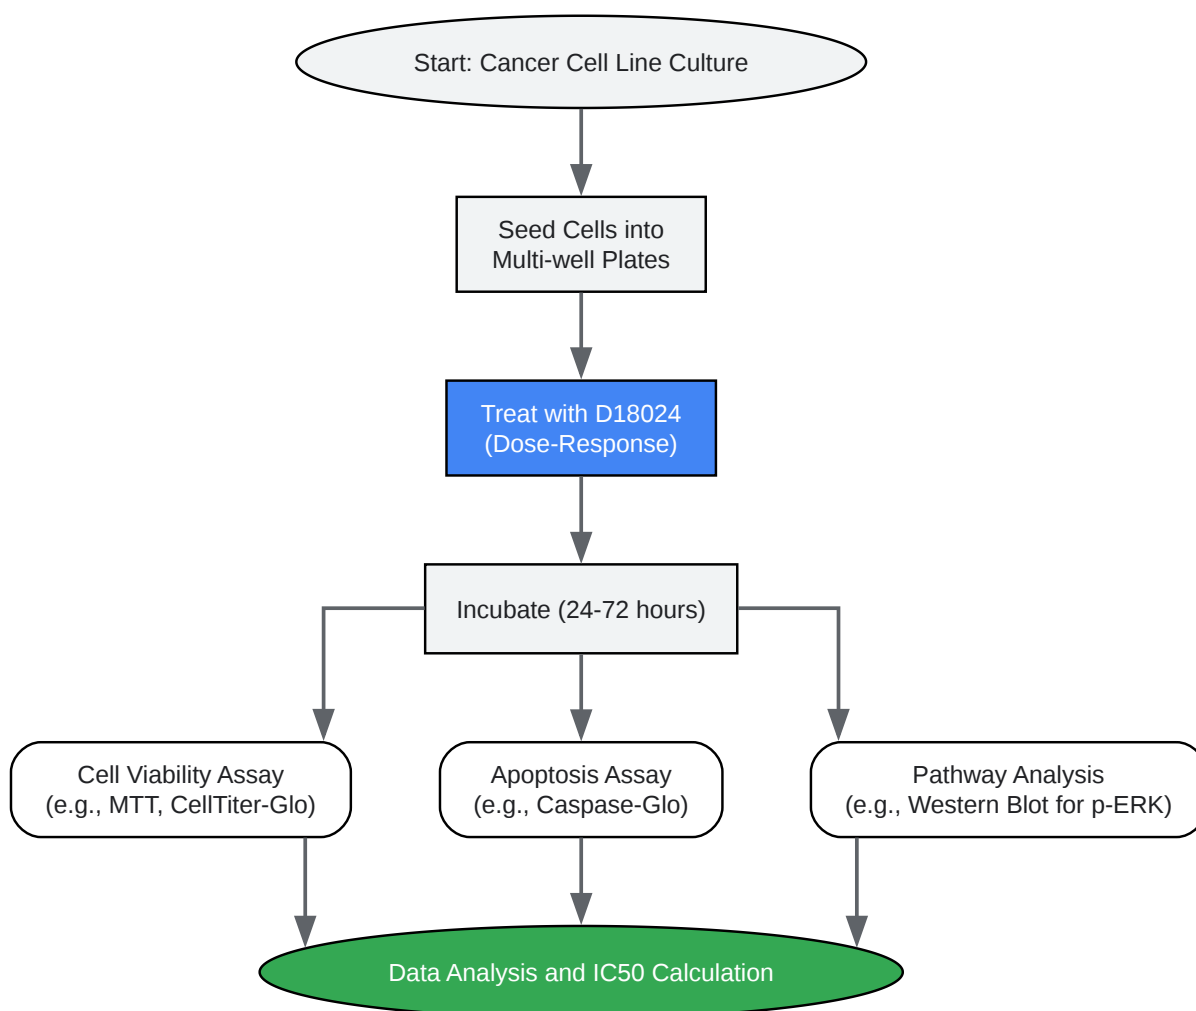 Start: Cancer Cell Line Culture
Seed Cells into
Multi-well Plates
Treat with D18024
(Dose-Response)
Incubate (24-72 hours)
Cell Viability Assay
(e.g., MTT, CellTiter-Glo)
Apoptosis Assay
(e.g., Caspase-Glo)
Pathway Analysis
(e.g., Western Blot for p-ERK)
Data Analysis and IC50 Calculation